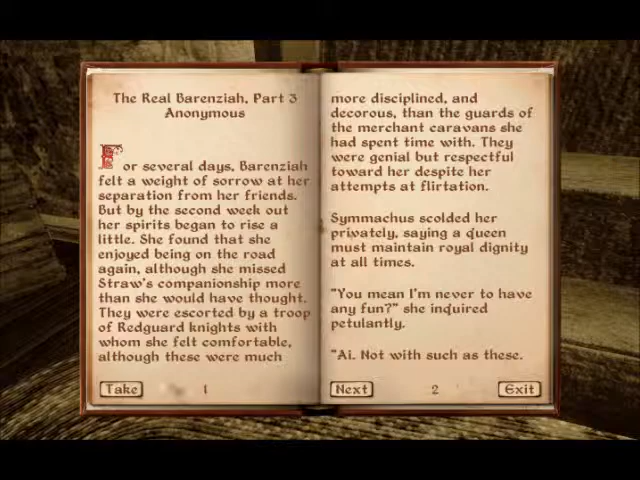 The Real Barenziah, Part 3
Anonymous
For several days, Barenziah
felt a weight of sorrow at her
separation from her friends.
But by the second week out
her spirits began to rise a
little. She found that she
enjoyed being on the road
again, although she missed
Straw's companionship more
than she would have thought.
They were escorted by a troop
of Redguard knights with
whom she felt comfortable,
although these were much
Take
1
more disciplined, and
decorous, than the guards of
the merchant caravans she
had spent time with. They
were genial but respectful
toward her despite her
attempts at flirtation.
Symmachus scolded her
privately, saying a queen
must maintain royal dignity
at all times.
"You mean I'm never to have
any fun?" she inquired
petulantly.
"Ai. Not with such as these.
Next
2
Exit